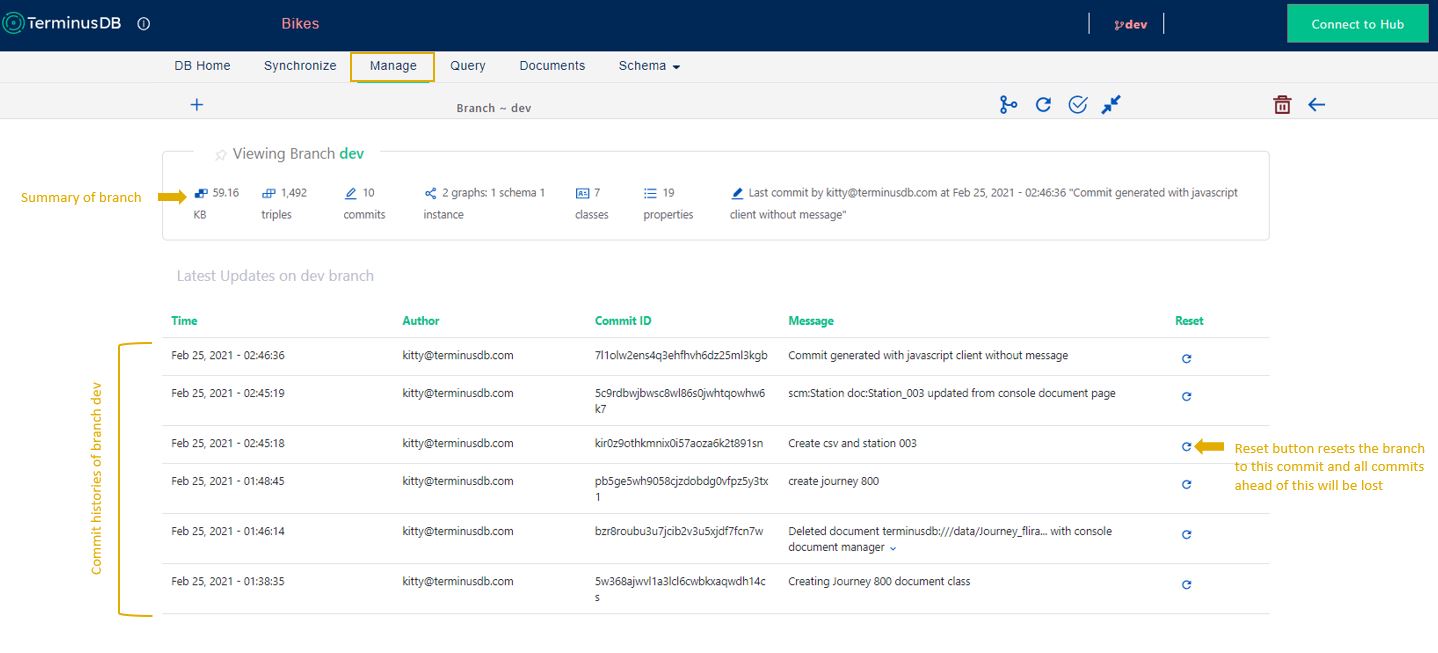 TerminusDB
Bikes
dev
Connect to Hub
DB Home
Synchronize
Manage
Query
Documents
Schema
Branch ~ dev
Viewing Branch dev
Summary of branch
59.16 KB
1,492 triples
10 commits
2 graphs: 1 schema 1 instance
7 classes
19 properties
Last commit by kitty@terminusdb.com at Feb 25, 2021 - 02:46:36 "Commit generated with javascript
client without message"
Latest Updates on dev branch
Time Author Commit ID Message Reset
Feb 25, 2021 - 02:46:36 kitty@terminusdb.com 7l1olw2ens4q3ehfhvh6dz25ml3kgb Commit generated with javascript client without message
Feb 25, 2021 - 02:45:19 kitty@terminusdb.com 5c9rdbwjbwsc8wl86s0jwhtqowhw6 scm:Station doc:Station_003 updated from console document page
k7
Feb 25, 2021 - 02:45:18 kitty@terminusdb.com kir0z9othkmnix0i57aoza6k2t891sn Create csv and station 003
Feb 25, 2021 - 01:48:45 kitty@terminusdb.com pb5ge5wh9058cjzdobdg0vfpz5y3tx create journey 800
1
Feb 25, 2021 - 01:46:14 kitty@terminusdb.com bzr8roubu3u7jcib2v3u5xjdf7fcn7w Deleted document terminusdb:///data/Journey_flira... with console
document manager
Feb 25, 2021 - 01:38:35 kitty@terminusdb.com 5w368ajwvl1a3lcl6cwbkxaqwdh14c Creating Journey 800 document class
s
Commit histories of branch dev
Reset button resets the branch
to this commit and all commits
ahead of this will be lost